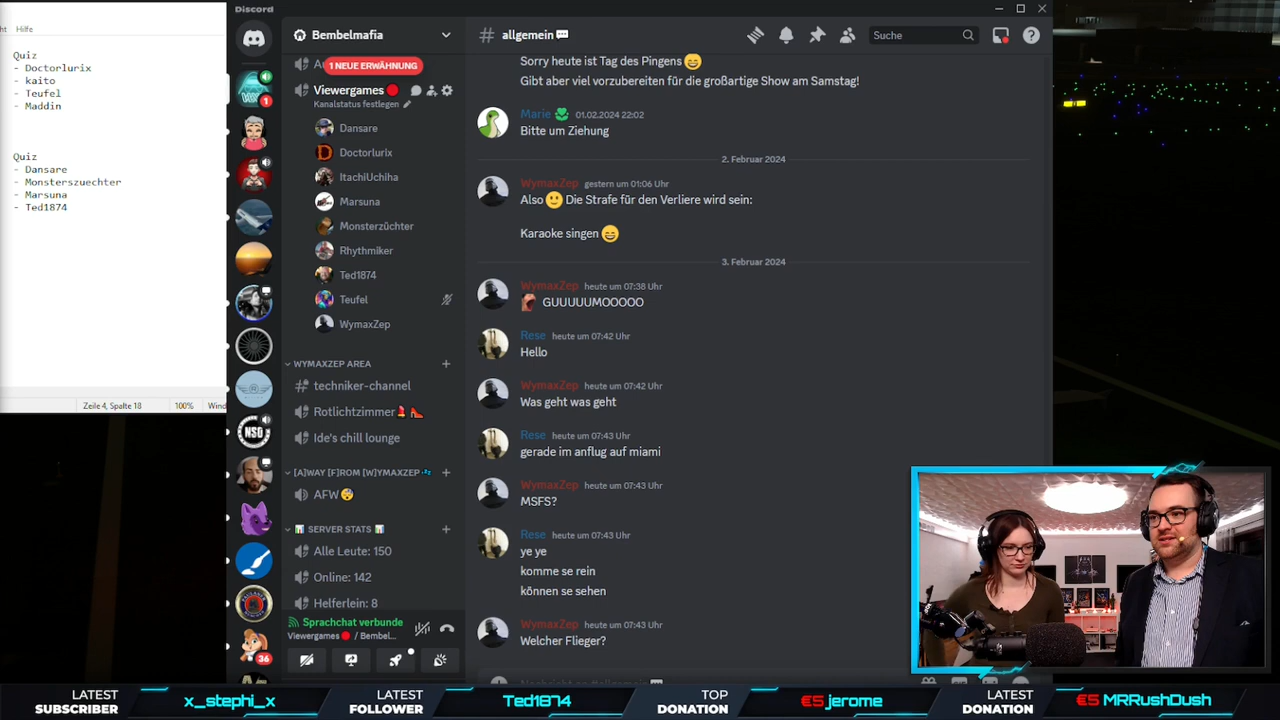 Discord
Hilfe
Quiz
- Doctorlurix
- kaito
- Teufel
- Maddin
Quiz
- Dansare
- Monsterszuechter
- Marsuna
- Ted1874
Zeile 4, Spalte 18
100%
Wind
Bembelmafia
1 NEUE ERWÄHNUNG
Viewergames
Kanalstatus festlegen
Dansare
Doctorlurix
ItachiUchiha
Marsuna
Monsterzüchter
Rhythmiker
Ted1874
Teufel
WymaxZep
WYMAXZEP AREA
techniker-channel
Rotlichtzimmer
Ide's chill lounge
[A]WAY [F]ROM [W]YMAXZEP
AFW
SERVER STATS
Alle Leute: 150
Online: 142
Helferlein: 8
Sprachchat verbunde
Viewergames / Bembel...
1
NSG
36
# allgemein
Suche
Sorry heute ist Tag des Pingens
Gibt aber viel vorzubereiten für die großartige Show am Samstag!
Marie 01.02.2024 22:02
Bitte um Ziehung
2. Februar 2024
WymaxZep gestern um 01:06 Uhr
Also Die Strafe für den Verliere wird sein:
Karaoke singen
3. Februar 2024
WymaxZep heute um 07:38 Uhr
GUUUUUMOOOOO
Rese heute um 07:42 Uhr
Hello
WymaxZep heute um 07:42 Uhr
Was geht was geht
Rese heute um 07:43 Uhr
gerade im anflug auf miami
WymaxZep heute um 07:43 Uhr
MSFS?
Rese heute um 07:43 Uhr
ye ye
komme se rein
können se sehen
WymaxZep heute um 07:43 Uhr
Welcher Flieger?
LATEST SUBSCRIBER
x_stephi_x
LATEST FOLLOWER
Ted1874
TOP DONATION
€5 jerome
LATEST DONATION
€5 MRRushDush